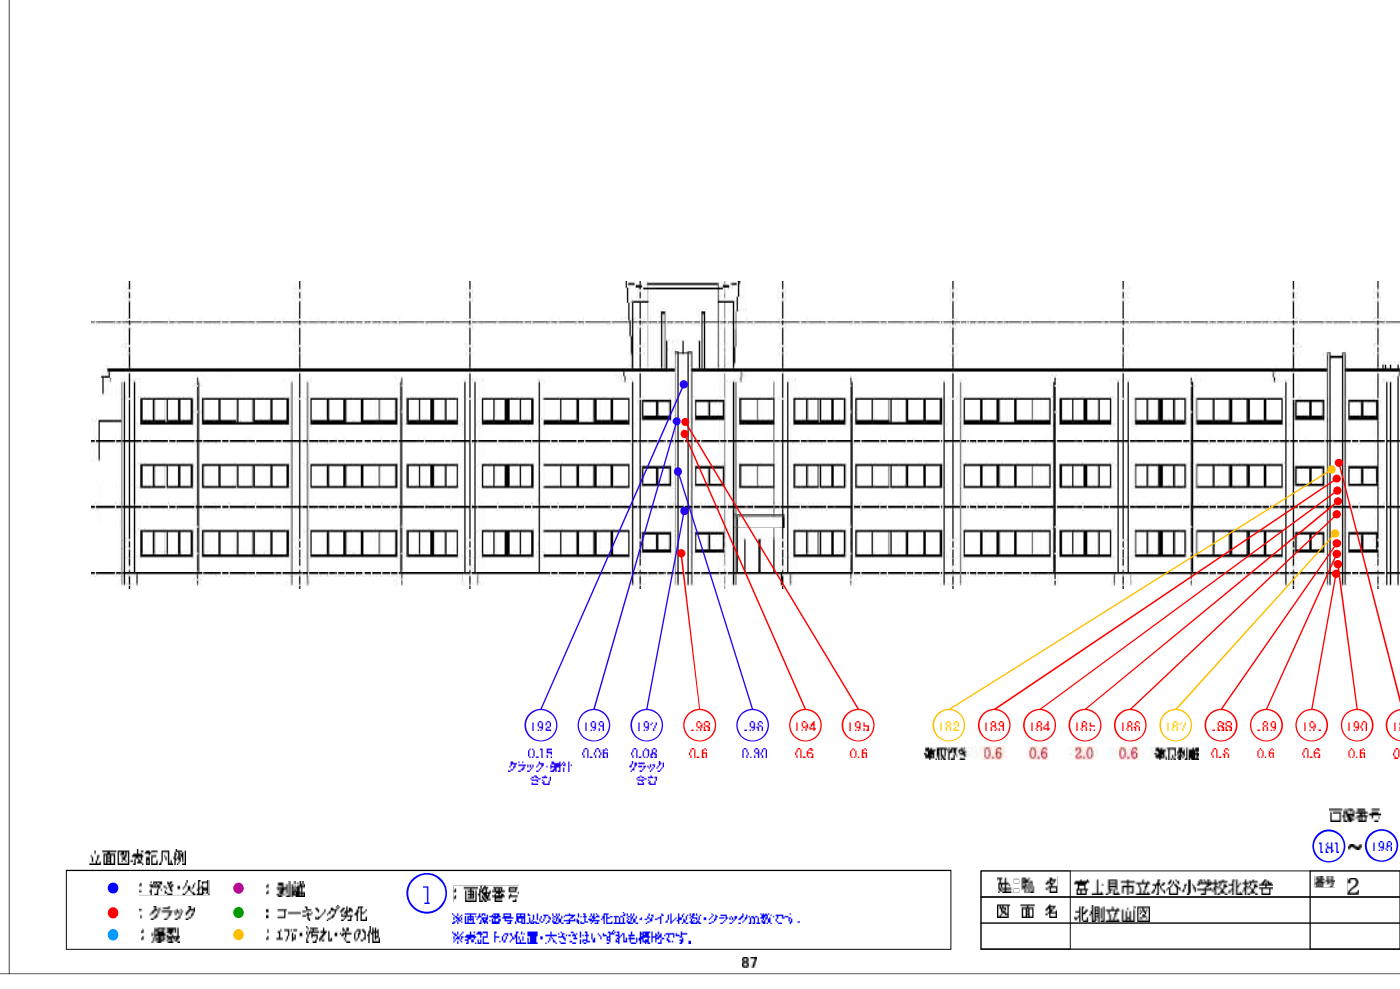 192
193
197
198
196
194
195
182
183
184
185
186
187
188
189
191
190
0.15
0.06
0.08
0.6
0.30
0.6
0.6
0.6
0.6
2.0
0.6
0.6
0.6
0.6
0.6
含む
クラック
含む
画像番号
181 ～ 198
立面図表記凡例
：浮き・欠損
：剥離
：クラック
：コーキング劣化
：爆裂
：ｴﾌﾛ・汚れ・その他
1 ：画像番号
※画像番号周辺の数字は劣化㎡数・タイル枚数・クラックm数です。
※表記上の位置・大きさはいずれも概略です。
建物名 富士見市立水谷小学校北校舎 番号 2
図面名 北側立面図
87